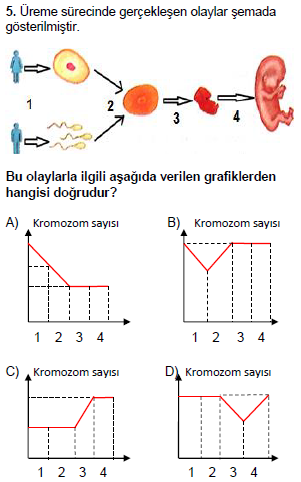 5. Üreme sürecinde gerçekleşen olaylar şemada
gösterilmiştir.
1
2
3
4
Bu olaylarla ilgili aşağıda verilen grafiklerden
hangisi doğrudur?
A) Kromozom sayısı
1 2 3 4
B) Kromozom sayısı
1 2 3 4
C) Kromozom sayısı
1 2 3 4
D) Kromozom sayısı
1 2 3 4